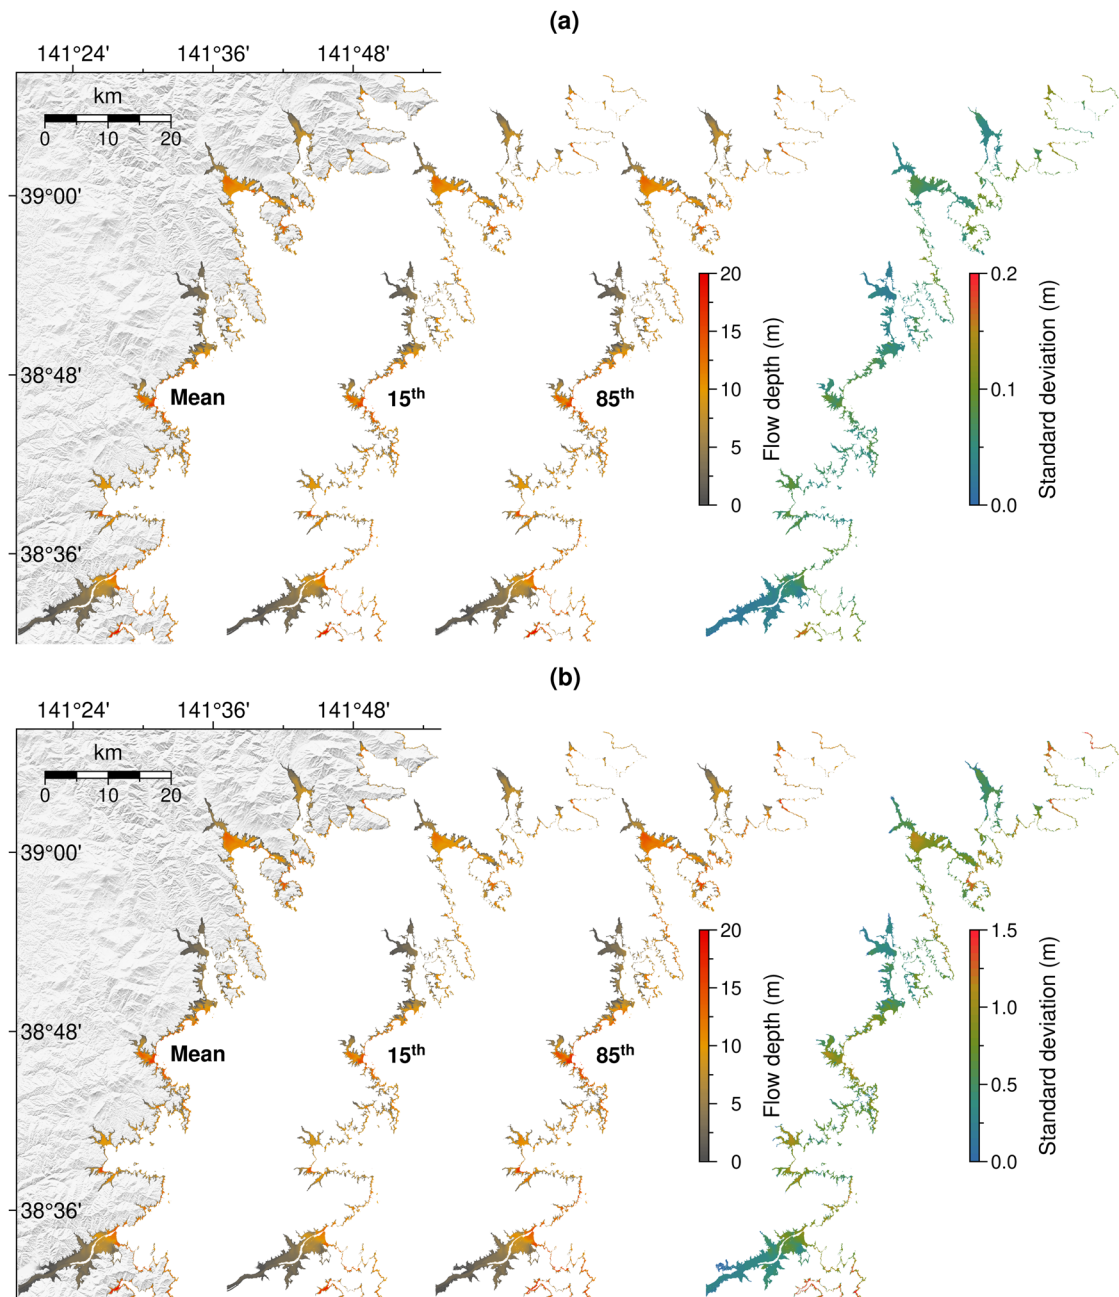 (a)
141°24' 141°36' 141°48'
km
0 10 20
39°00'
38°48'
38°36'
Mean
15th
85th
20
15
10
5
0
Flow depth (m)
0.2
0.1
0.0
Standard deviation (m)
(b)
141°24' 141°36' 141°48'
km
0 10 20
39°00'
38°48'
38°36'
Mean
15th
85th
20
15
10
5
0
Flow depth (m)
1.5
1.0
0.5
0.0
Standard deviation (m)